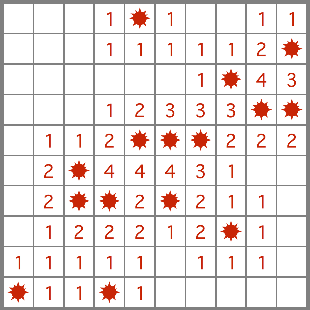 1 1 1 1
1 1 1 1 1 2
1 4 3
1 2 3 3 3 3
1 1 2 2 2 2
2 4 4 4 3 1
2 2 2 1 1
1 2 2 2 1 2 1
1 1 1 1 1 1 1 1
1 1 1